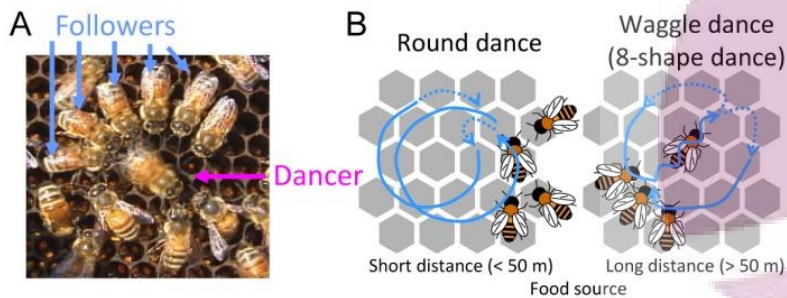 A
Followers
Dancer
B
Round dance
Waggle dance
(8-shape dance)
Short distance (< 50 m)
Long distance (> 50 m)
Food source